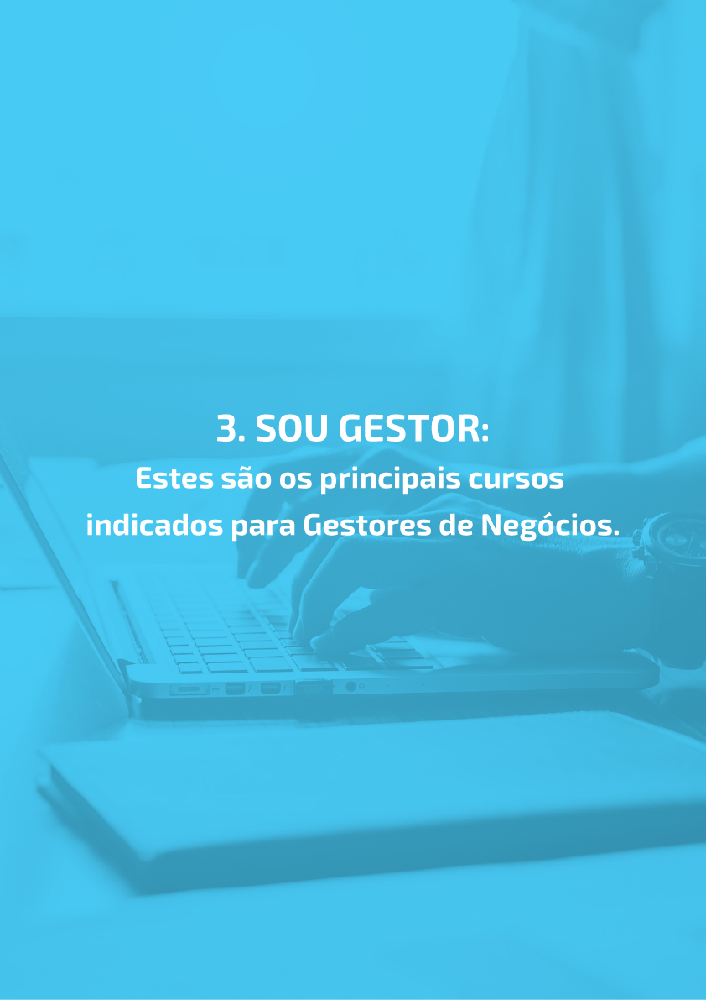 3. SOU GESTOR:
Estes são os principais cursos
indicados para Gestores de Negócios.